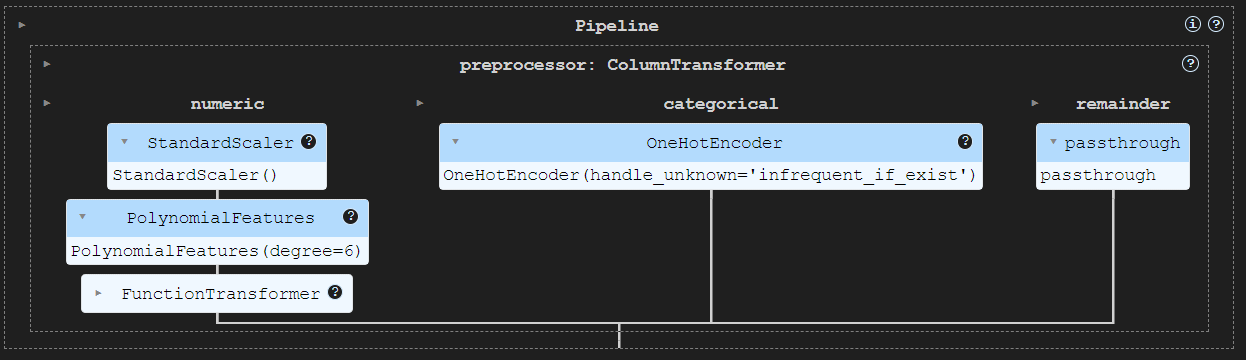 Pipeline
preprocessor: ColumnTransformer
numeric
categorical
remainder
StandardScaler
StandardScaler()
PolynomialFeatures
PolynomialFeatures(degree=6)
FunctionTransformer
OneHotEncoder
OneHotEncoder(handle_unknown='infrequent_if_exist')
passthrough
passthrough